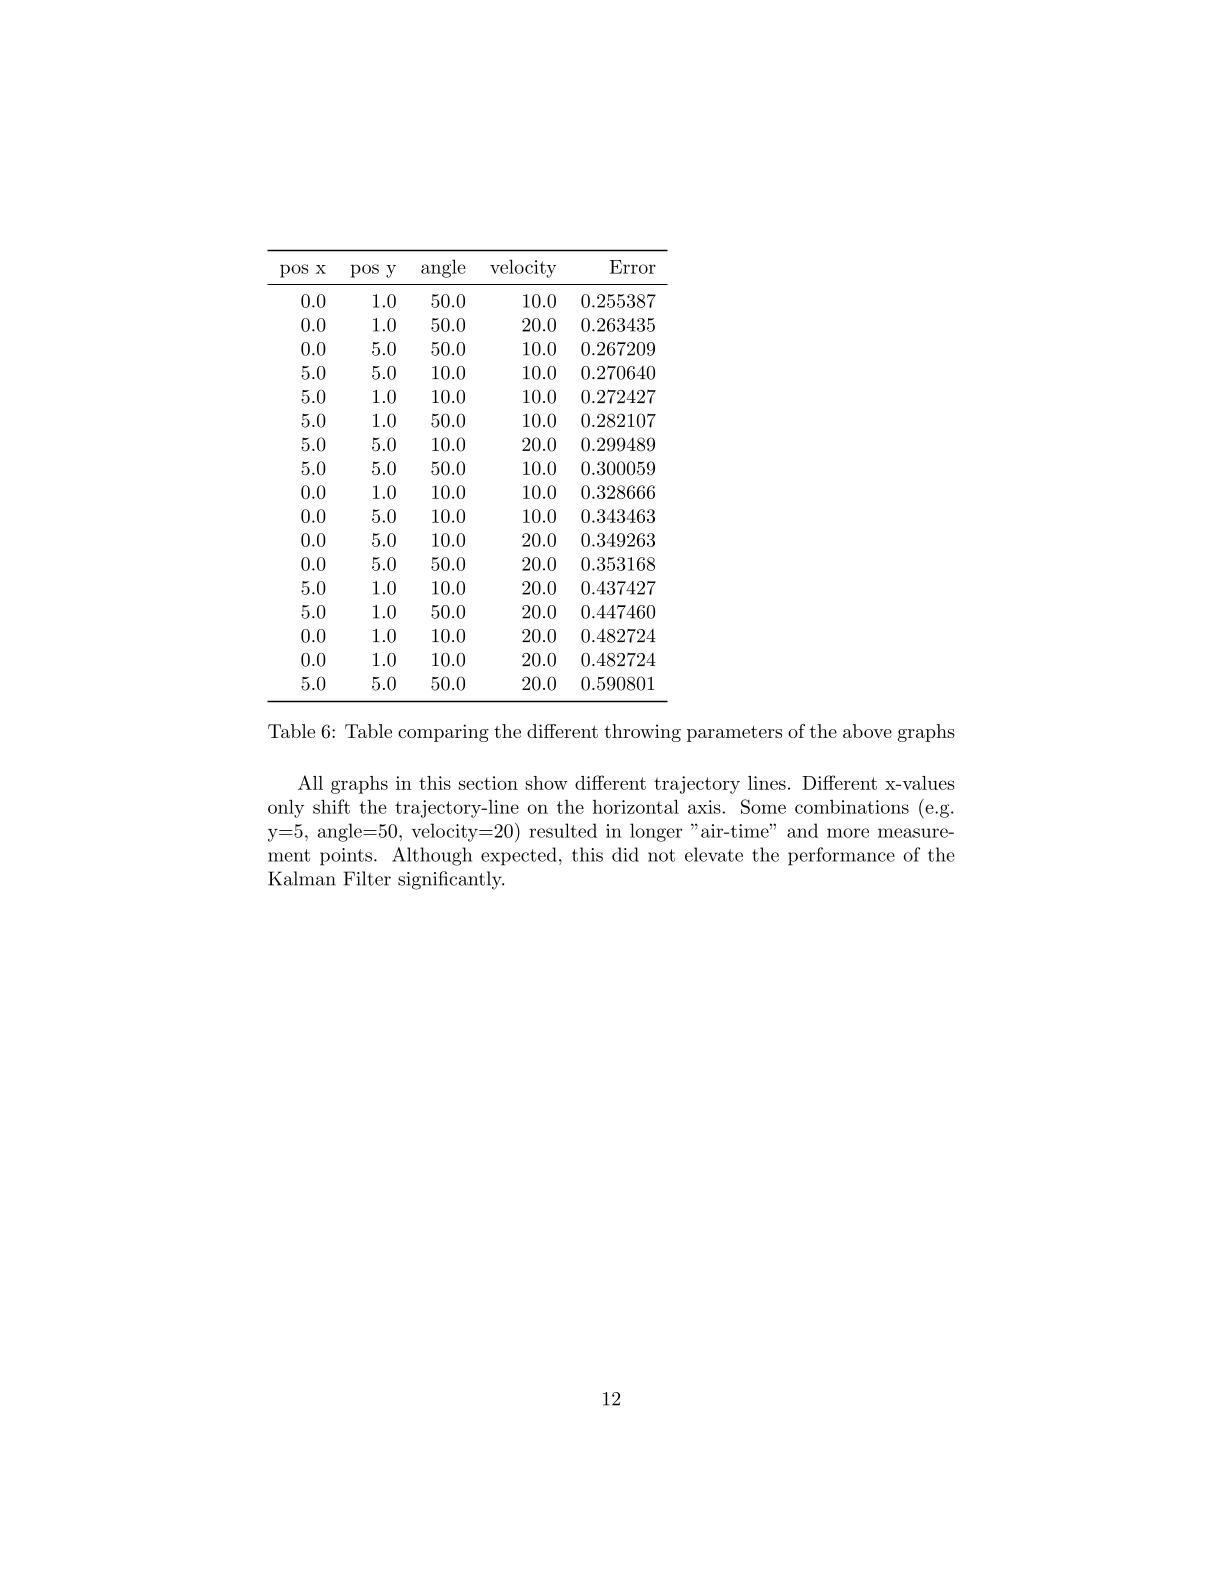 pos x pos y angle velocity Error
0.0 1.0 50.0 10.0 0.255387
0.0 1.0 50.0 20.0 0.263435
0.0 5.0 50.0 10.0 0.267209
5.0 5.0 10.0 10.0 0.270640
5.0 1.0 10.0 10.0 0.272427
5.0 1.0 50.0 10.0 0.282107
5.0 5.0 10.0 20.0 0.299489
5.0 5.0 50.0 10.0 0.300059
0.0 1.0 10.0 10.0 0.328666
0.0 5.0 10.0 10.0 0.343463
0.0 5.0 10.0 20.0 0.349263
0.0 5.0 50.0 20.0 0.353168
5.0 1.0 10.0 20.0 0.437427
5.0 1.0 50.0 20.0 0.447460
0.0 1.0 10.0 20.0 0.482724
0.0 1.0 10.0 20.0 0.482724
5.0 5.0 50.0 20.0 0.590801
Table 6: Table comparing the different throwing parameters of the above graphs
All graphs in this section show different trajectory lines. Different x-values
only shift the trajectory-line on the horizontal axis. Some combinations (e.g.
y=5, angle=50, velocity=20) resulted in longer ”air-time” and more measure-
ment points. Although expected, this did not elevate the performance of the
Kalman Filter significantly.
12